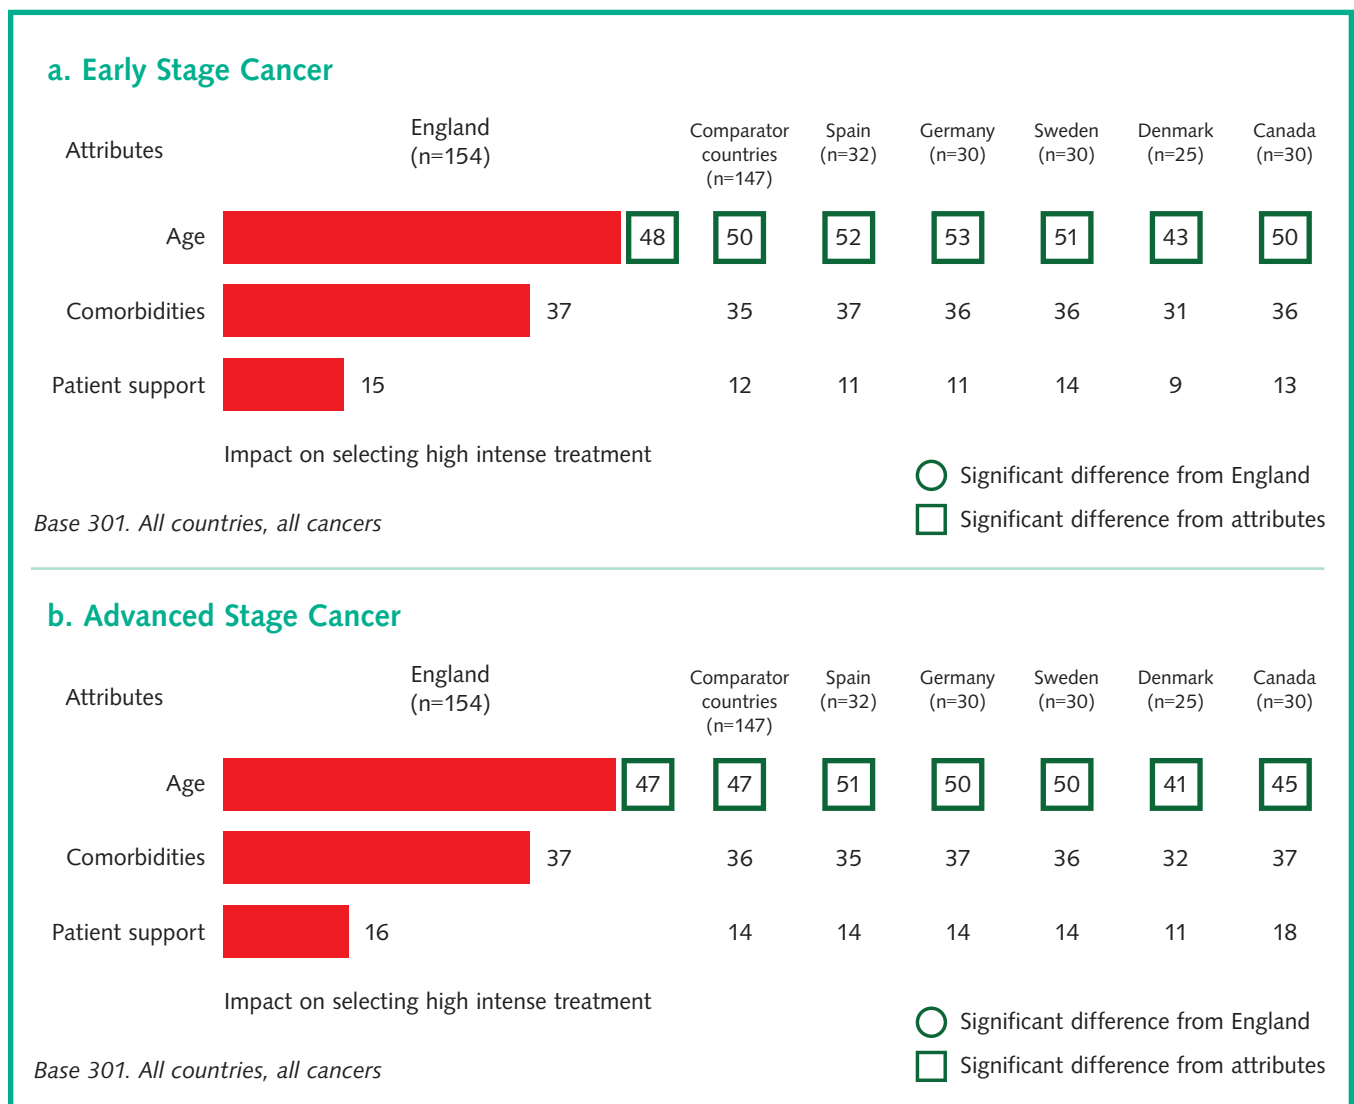 a. Early Stage Cancer
Attributes
England
(n=154)
Comparator
countries
(n=147)
Spain
(n=32)
Germany
(n=30)
Sweden
(n=30)
Denmark
(n=25)
Canada
(n=30)
Age 48 50 52 53 51 43 50
Comorbidities 37 35 37 36 36 31 36
Patient support 15 12 11 11 14 9 13
Impact on selecting high intense treatment
Significant difference from England
Significant difference from attributes
Base 301. All countries, all cancers
b. Advanced Stage Cancer
Attributes
England
(n=154)
Comparator
countries
(n=147)
Spain
(n=32)
Germany
(n=30)
Sweden
(n=30)
Denmark
(n=25)
Canada
(n=30)
Age 47 47 51 50 50 41 45
Comorbidities 37 36 35 37 36 32 37
Patient support 16 14 14 14 14 11 18
Impact on selecting high intense treatment
Significant difference from England
Significant difference from attributes
Base 301. All countries, all cancers